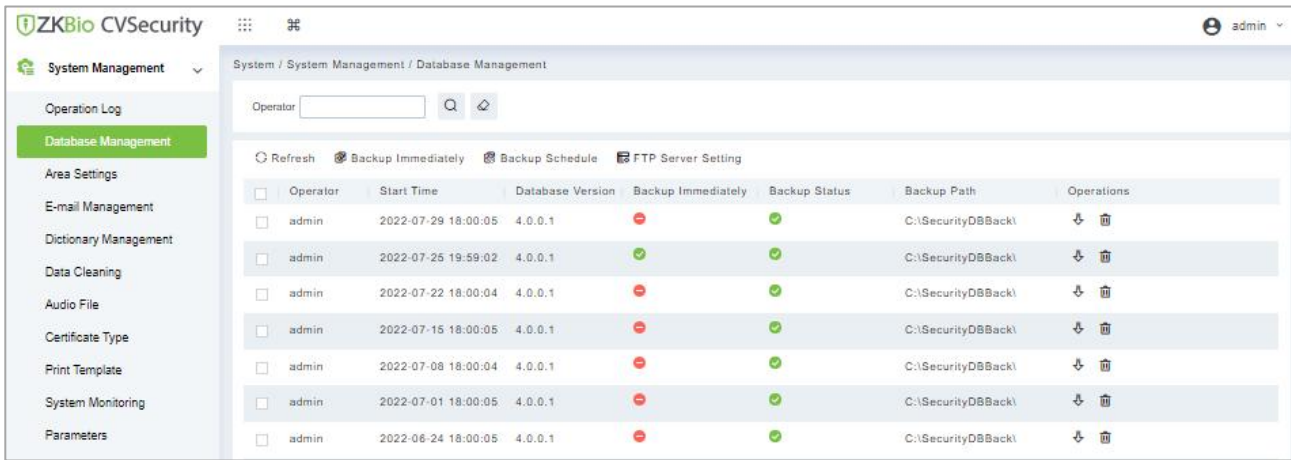 ZKBio CVSecurity
admin
System Management
System / System Management / Database Management
Operation Log
Operator
Database Management
Refresh Backup Immediately Backup Schedule FTP Server Setting
Area Settings
Operator Start Time Database Version Backup Immediately Backup Status Backup Path Operations
E-mail Management
admin 2022-07-29 18:00:05 4.0.0.1 C:\SecurityDBBack\
Dictionary Management
admin 2022-07-25 19:59:02 4.0.0.1 C:\SecurityDBBack\
Data Cleaning
admin 2022-07-22 18:00:04 4.0.0.1 C:\SecurityDBBack\
Audio File
admin 2022-07-15 18:00:05 4.0.0.1 C:\SecurityDBBack\
Certificate Type
admin 2022-07-08 18:00:04 4.0.0.1 C:\SecurityDBBack\
Print Template
admin 2022-07-01 18:00:05 4.0.0.1 C:\SecurityDBBack\
System Monitoring
admin 2022-06-24 18:00:05 4.0.0.1 C:\SecurityDBBack\
Parameters